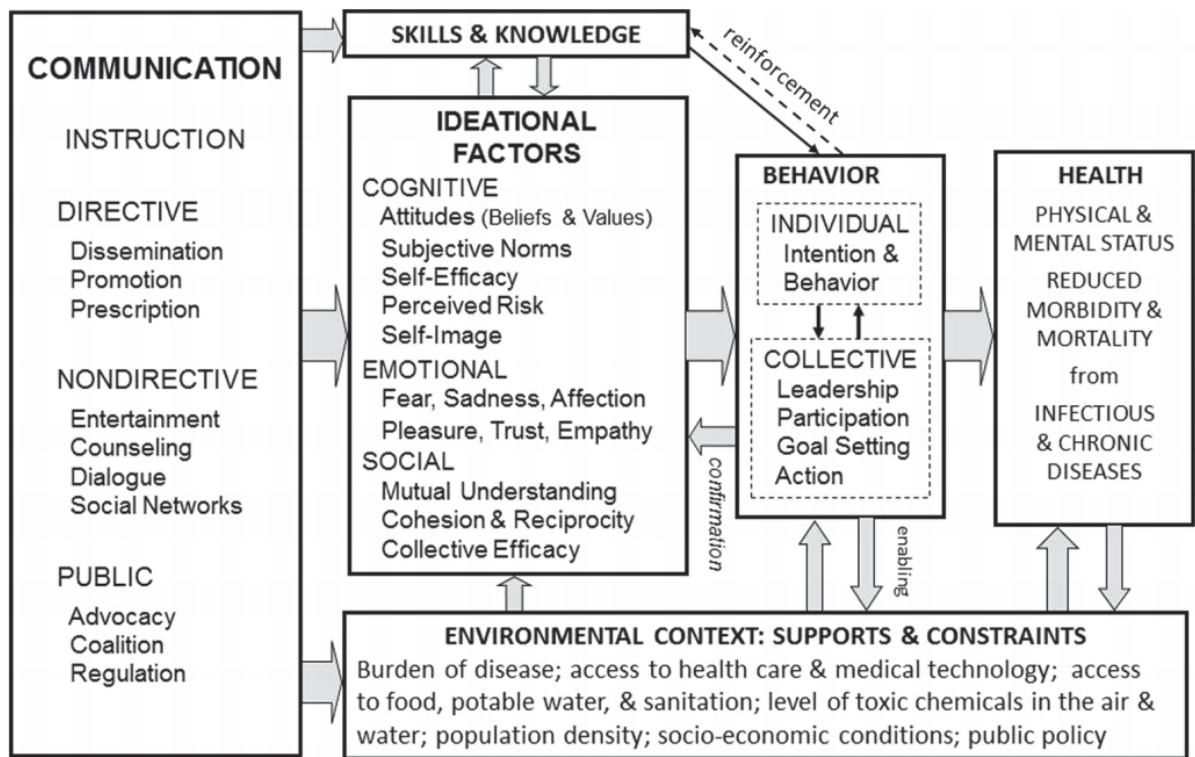 COMMUNICATION
INSTRUCTION
DIRECTIVE
Dissemination
Promotion
Prescription
NONDIRECTIVE
Entertainment
Counseling
Dialogue
Social Networks
PUBLIC
Advocacy
Coalition
Regulation
SKILLS & KNOWLEDGE
reinforcement
IDEATIONAL
FACTORS
COGNITIVE
Attitudes (Beliefs & Values)
Subjective Norms
Self-Efficacy
Perceived Risk
Self-Image
EMOTIONAL
Fear, Sadness, Affection
Pleasure, Trust, Empathy
SOCIAL
Mutual Understanding
Cohesion & Reciprocity
Collective Efficacy
confirmation
BEHAVIOR
INDIVIDUAL
Intention &
Behavior
COLLECTIVE
Leadership
Participation
Goal Setting
Action
enabling
HEALTH
PHYSICAL &
MENTAL STATUS
REDUCED
MORBIDITY &
MORTALITY
from
INFECTIOUS
& CHRONIC
DISEASES
ENVIRONMENTAL CONTEXT: SUPPORTS & CONSTRAINTS
Burden of disease; access to health care & medical technology; access
to food, potable water, & sanitation; level of toxic chemicals in the air &
water; population density; socio-economic conditions; public policy